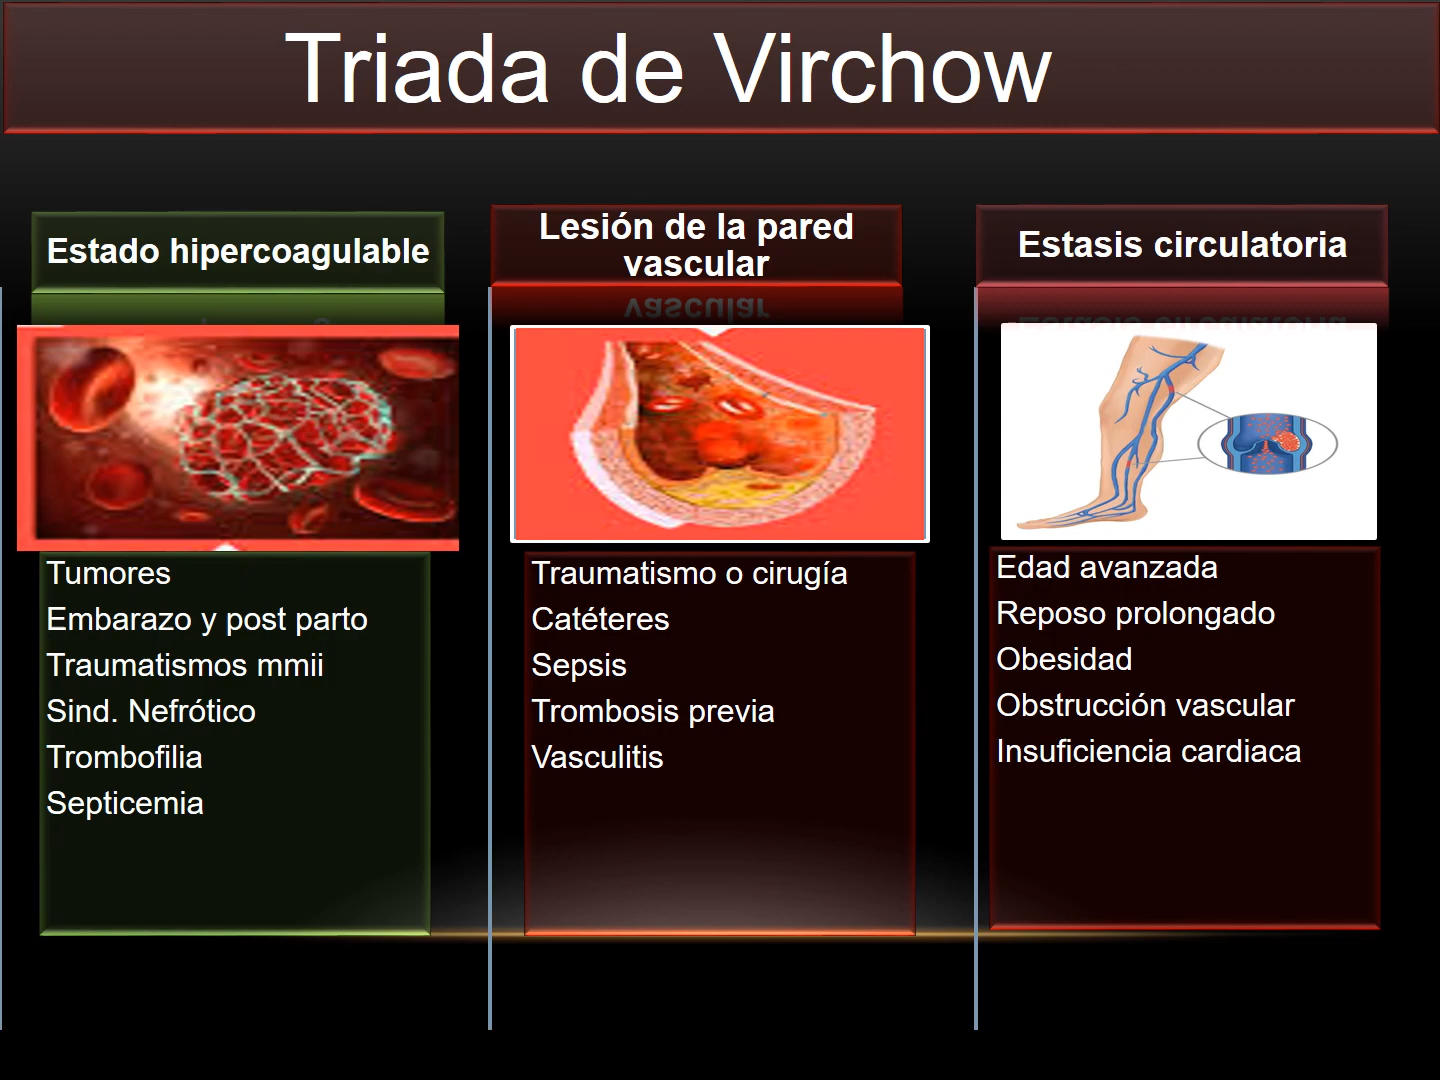 Triada de Virchow
Estado hipercoagulable
Lesión de la pared
vascular
Estasis circulatoria
Tumores
Embarazo y post parto
Traumatismos mmii
Sind. Nefrótico
Trombofilia
Septicemia
Traumatismo o cirugía
Catéteres
Sepsis
Trombosis previa
Vasculitis
Edad avanzada
Reposo prolongado
Obesidad
Obstrucción vascular
Insuficiencia cardiaca